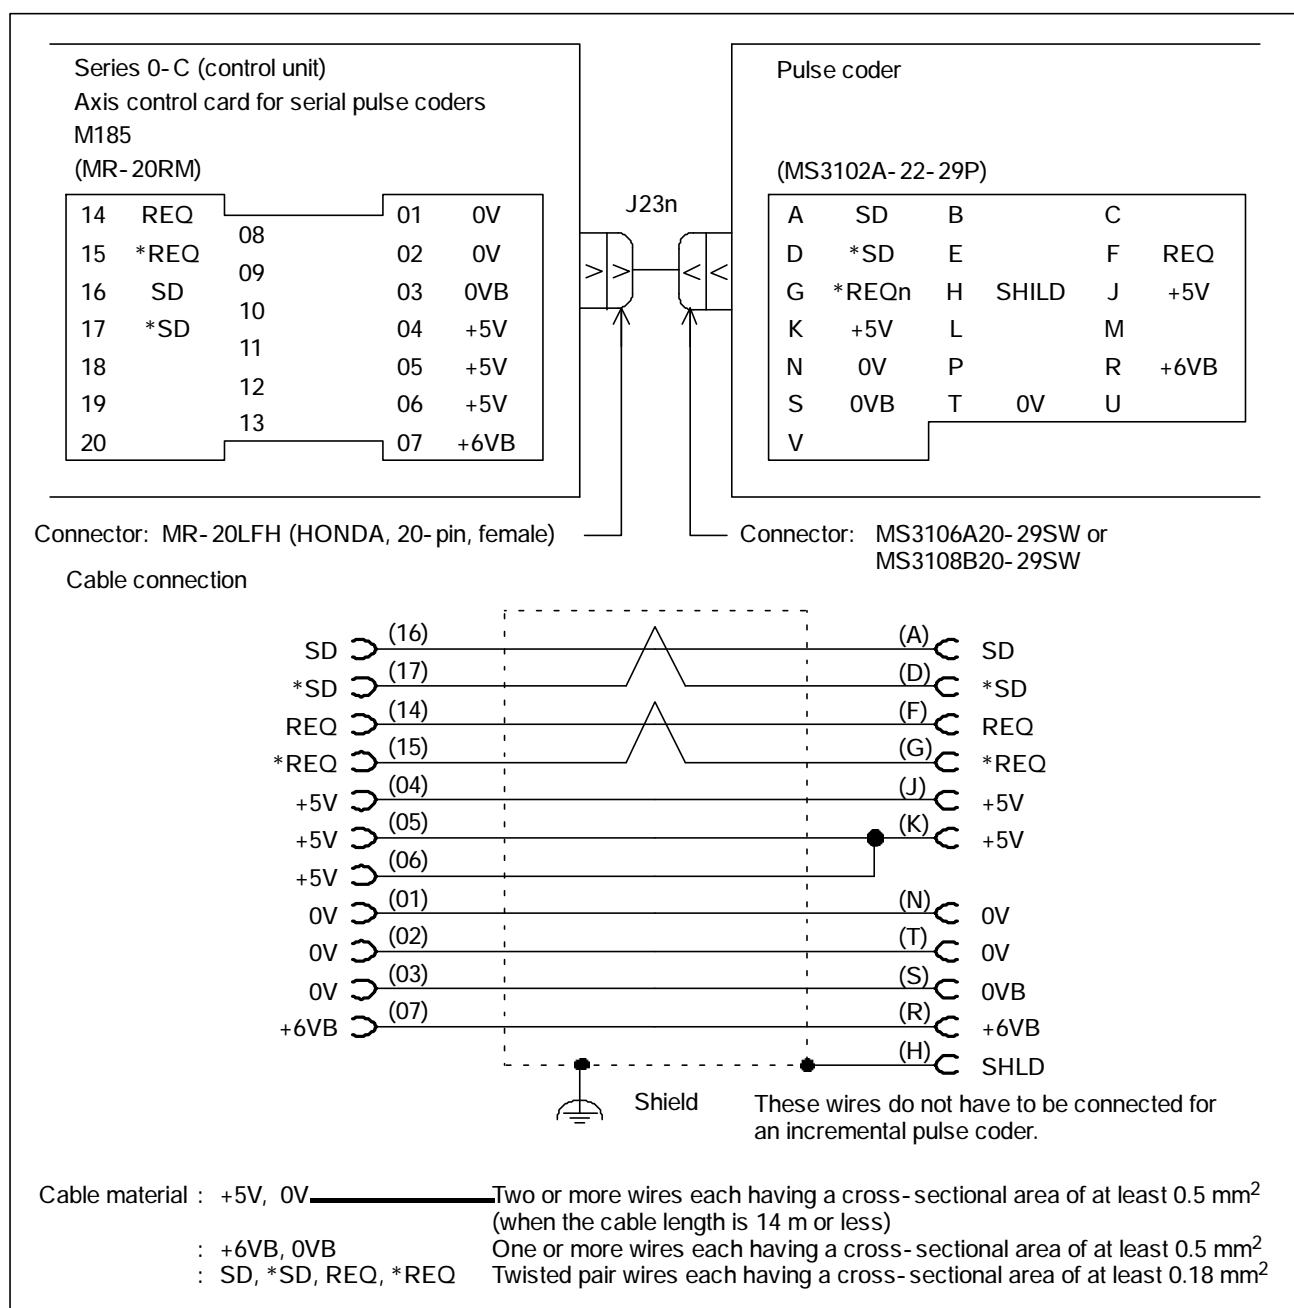 Series 0-C (control unit)
Axis control card for serial pulse coders
M185
(MR-20RM)
14 REQ 01 0V
08
15 *REQ 02 0V
09
16 SD 03 0VB
10
17 *SD 04 +5V
11
18 05 +5V
12
19 06 +5V
13
20 07 +6VB
J23n
Pulse coder
(MS3102A-22-29P)
A SD B C
D *SD E F REQ
G *REQn H SHILD J +5V
K +5V L M
N 0V P R +6VB
S 0VB T 0V U
V
Connector: MR-20LFH (HONDA, 20-pin, female)
Connector: MS3106A20-29SW or
MS3108B20-29SW
Cable connection
SD (16) (A) SD
*SD (17) (D) *SD
REQ (14) (F) REQ
*REQ (15) (G) *REQ
+5V (04) (J) +5V
+5V (05) (K) +5V
+5V (06)
0V (01) (N) 0V
0V (02) (T) 0V
0V (03) (S) 0VB
+6VB (07) (R) +6VB
(H) SHLD
Shield
These wires do not have to be connected for
an incremental pulse coder.
Cable material : +5V, 0V Two or more wires each having a cross-sectional area of at least 0.5 mm²
(when the cable length is 14 m or less)
: +6VB, 0VB One or more wires each having a cross-sectional area of at least 0.5 mm²
: SD, *SD, REQ, *REQ Twisted pair wires each having a cross-sectional area of at least 0.18 mm²